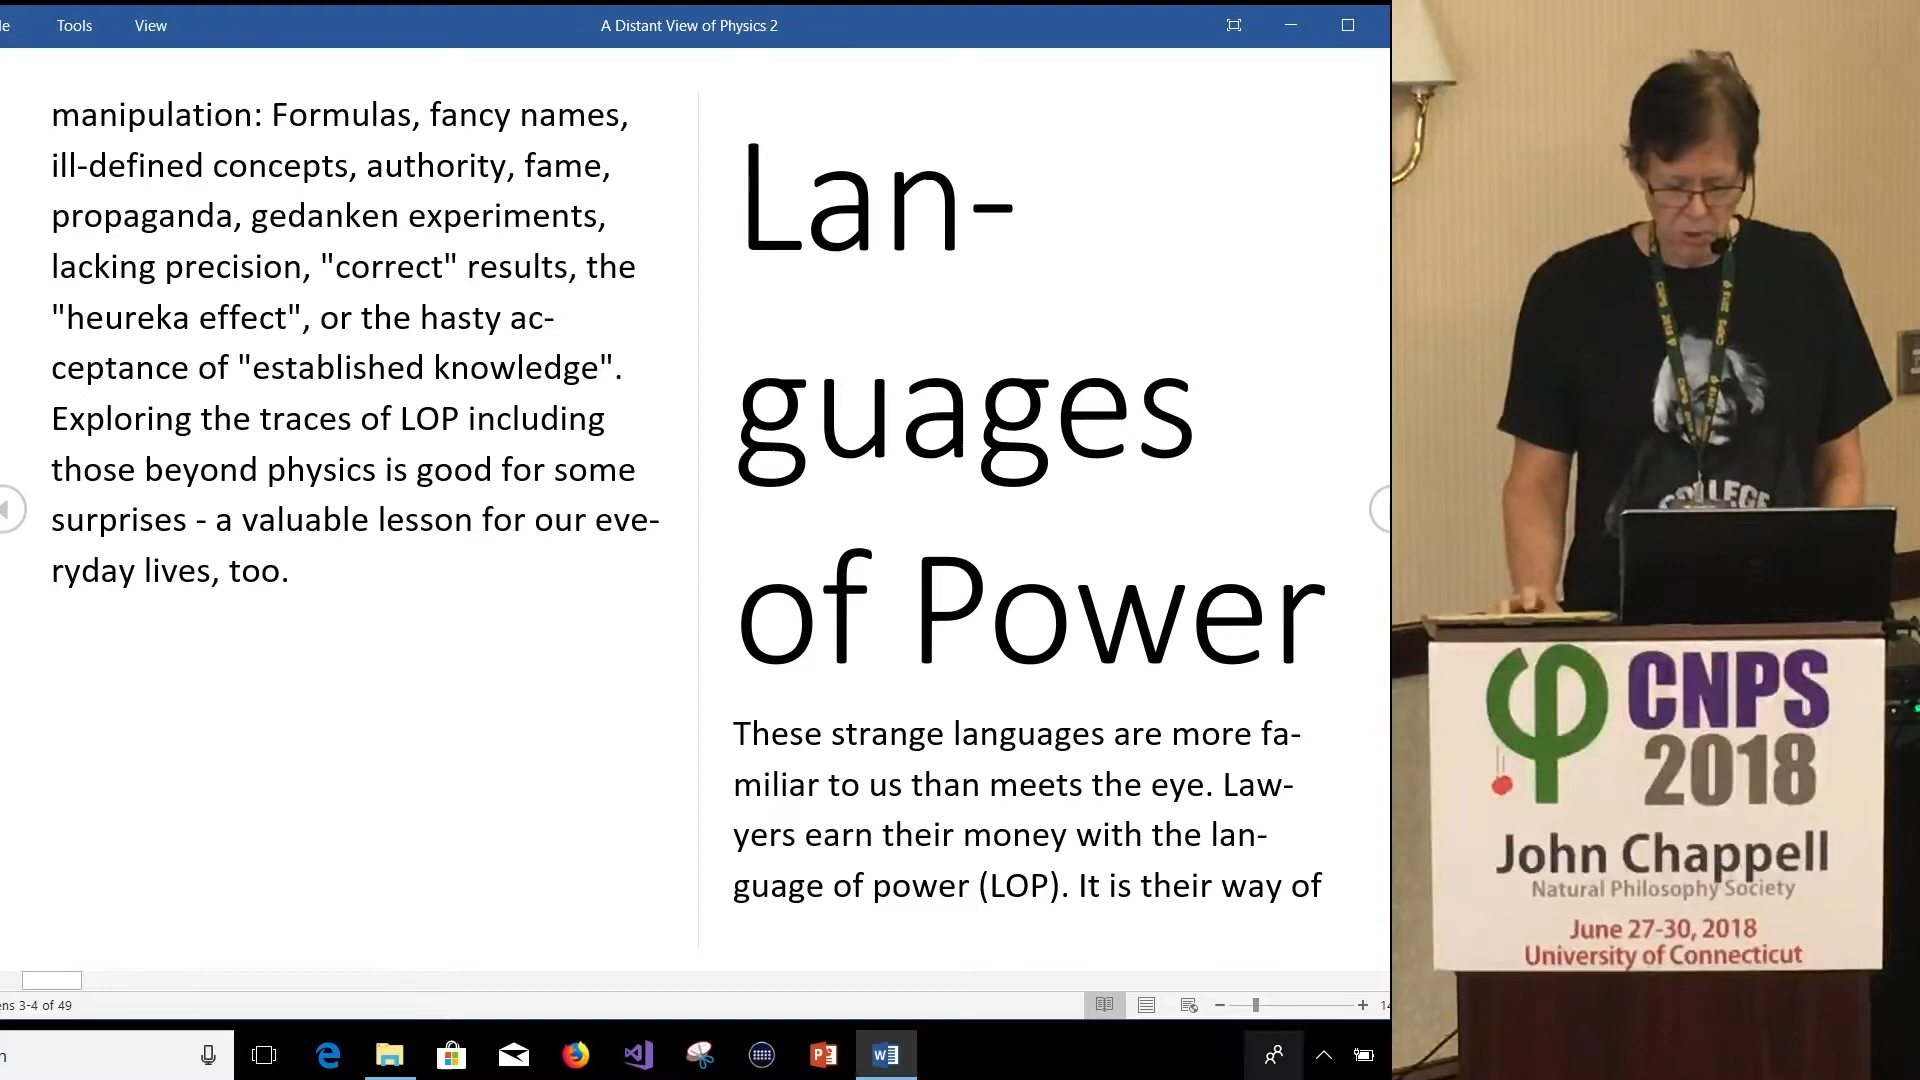 Tools View A Distant View of Physics 2
manipulation: Formulas, fancy names,
ill-defined concepts, authority, fame,
propaganda, gedanken experiments,
lacking precision, "correct" results, the
"heureka effect", or the hasty ac-
ceptance of "established knowledge".
Exploring the traces of LOP including
those beyond physics is good for some
surprises - a valuable lesson for our eve-
ryday lives, too.
Lan-
guages
of Power
These strange languages are more fa-
miliar to us than meets the eye. Law-
yers earn their money with the lan-
guage of power (LOP). It is their way of
3-4 of 49
CNPS 2018
CNPS 2018
COLLEGE
CNPS
2018
John Chappell
Natural Philosophy Society
June 27-30, 2018
University of Connecticut